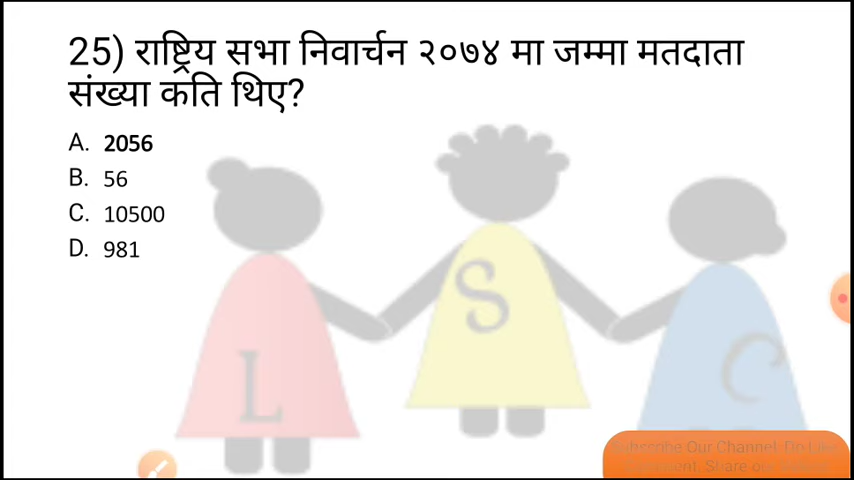 25) राष्ट्रिय सभा निवार्चन २०७४ मा जम्मा मतदाता
संख्या कति थिए?
A. 2056
B. 56
C. 10500
D. 981
L
S
C
Subscribe Our Channel, Do Like
Comment, Share